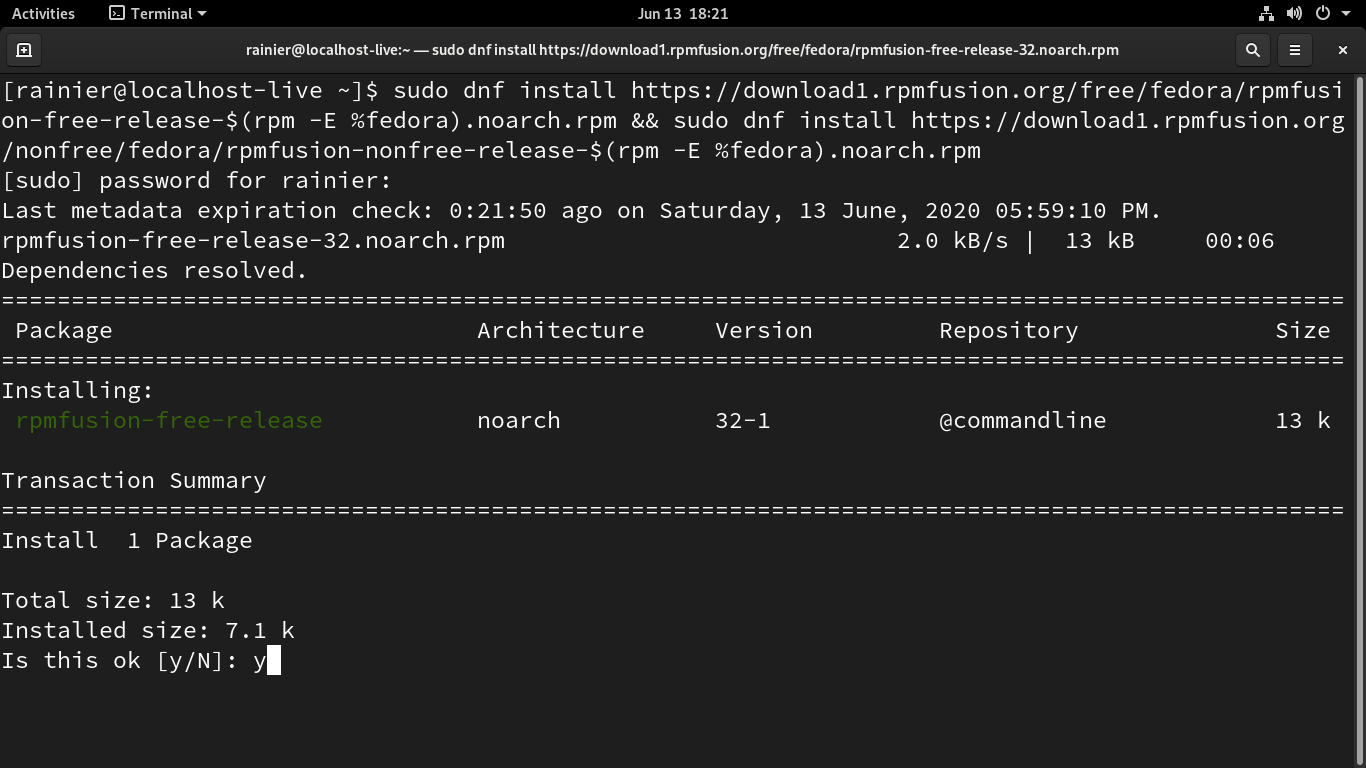 Activities Terminal Jun 13 18:21
rainier@localhost-live:~ — sudo dnf install https://download1.rpmfusion.org/free/fedora/rpmfusion-free-release-32.noarch.rpm
[rainier@localhost-live ~]$ sudo dnf install https://download1.rpmfusion.org/free/fedora/rpmfusi
on-free-release-$(rpm -E %fedora).noarch.rpm && sudo dnf install https://download1.rpmfusion.org
/nonfree/fedora/rpmfusion-nonfree-release-$(rpm -E %fedora).noarch.rpm
[sudo] password for rainier:
Last metadata expiration check: 0:21:50 ago on Saturday, 13 June, 2020 05:59:10 PM.
rpmfusion-free-release-32.noarch.rpm 2.0 kB/s | 13 kB 00:06
Dependencies resolved.
================================================================================================
Package Architecture Version Repository Size
================================================================================================
Installing:
rpmfusion-free-release noarch 32-1 @commandline 13 k
Transaction Summary
================================================================================================
Install 1 Package
Total size: 13 k
Installed size: 7.1 k
Is this ok [y/N]: y